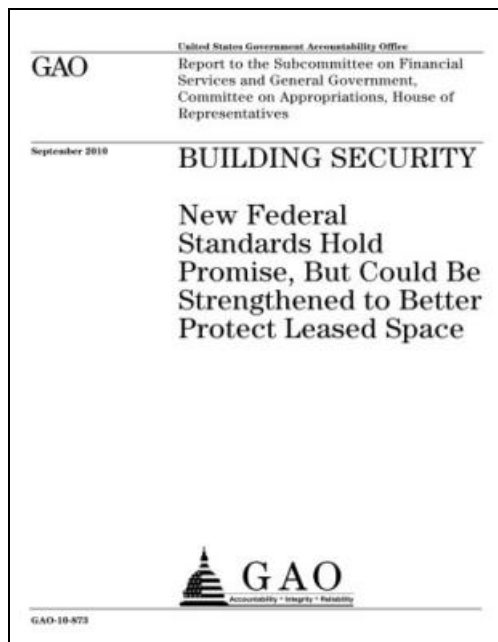 United States Government Accountability Office
GAO
Report to the Subcommittee on Financial
Services and General Government,
Committee on Appropriations, House of
Representatives
September 2010
BUILDING SECURITY
New Federal
Standards Hold
Promise, But Could Be
Strengthened to Better
Protect Leased Space
GAO
Accountability * Integrity * Reliability
GAO-10-873